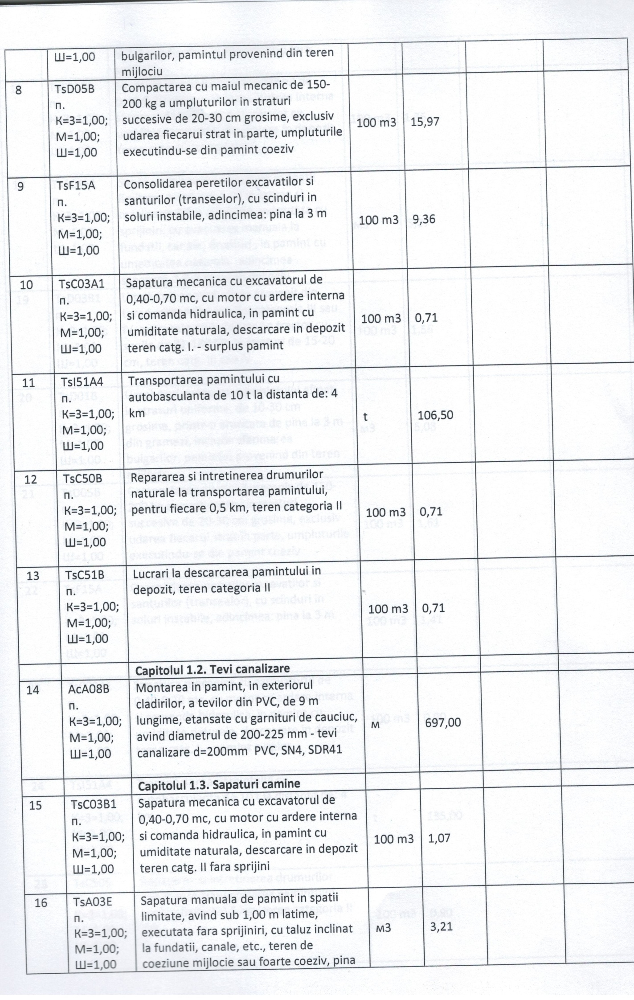 Ш=1,00 bulgarilor, pamintul provenind din teren
mijlociu
8 TsD05B Compactarea cu maiul mecanic de 150-
п. 200 kg a umpluturilor in straturi
К=З=1,00; succesive de 20-30 cm grosime, exclusiv 100 m3 15,97
М=1,00; udarea fiecarui strat in parte, umpluturile
Ш=1,00 executindu-se din pamint coeziv
9 TsF15A Consolidarea peretilor excavatilor si
п. santurilor (transeelor), cu scinduri in
К=З=1,00; soluri instabile, adincimea: pina la 3 m 100 m3 9,36
М=1,00;
Ш=1,00
10 TsC03A1 Sapatura mecanica cu excavatorul de
п. 0,40-0,70 mc, cu motor cu ardere interna
К=З=1,00; sicomanda hidraulica, in pamint cu 100 m3 0,71
М=1,00; umiditate naturala, descarcare in depozit
Ш=1,00 teren catg. I. - surplus pamint
11 TsI51A4 Transportarea pamintului cu
п. autobasculanta de 10 t la distanta de: 4
К=З=1,00; km t 106,50
М=1,00;
Ш=1,00
12 TsC50B Repararea si intretinerea drumurilor
п. naturale la transportarea pamintului,
К=З=1,00; pentru fiecare 0,5 km, teren categoria II 100 m3 0,71
М=1,00;
Ш=1,00
13 TsC51B Lucrari la descarcarea pamintului in
п. depozit, teren categoria II
К=З=1,00; 100 m3 0,71
М=1,00;
Ш=1,00
Capitolul 1.2. Tevi canalizare
14 AcA08B Montarea in pamint, in exteriorul
п. cladirilor, a tevilor din PVC, de 9 m
К=З=1,00; lungime, etansate cu garnituri de cauciuc, м 697,00
М=1,00; avind diametrul de 200-225 mm - tevi
Ш=1,00 canalizare d=200mm PVC, SN4, SDR41
Capitolul 1.3. Sapaturi camine
15 TsC03B1 Sapatura mecanica cu excavatorul de
п. 0,40-0,70 mc, cu motor cu ardere interna
К=З=1,00; si comanda hidraulica, in pamint cu 100 m3 1,07
М=1,00; umiditate naturala, descarcare in depozit
Ш=1,00 teren catg. II fara sprijini
16 TsA03E Sapatura manuala de pamint in spatii
п. limitate, avind sub 1,00 m latime,
К=З=1,00; executata fara sprijiniri, cu taluz inclinat м3 3,21
М=1,00; la fundatii, canale, etc., teren de
Ш=1,00 coeziune mijlocie sau foarte coeziv, pina